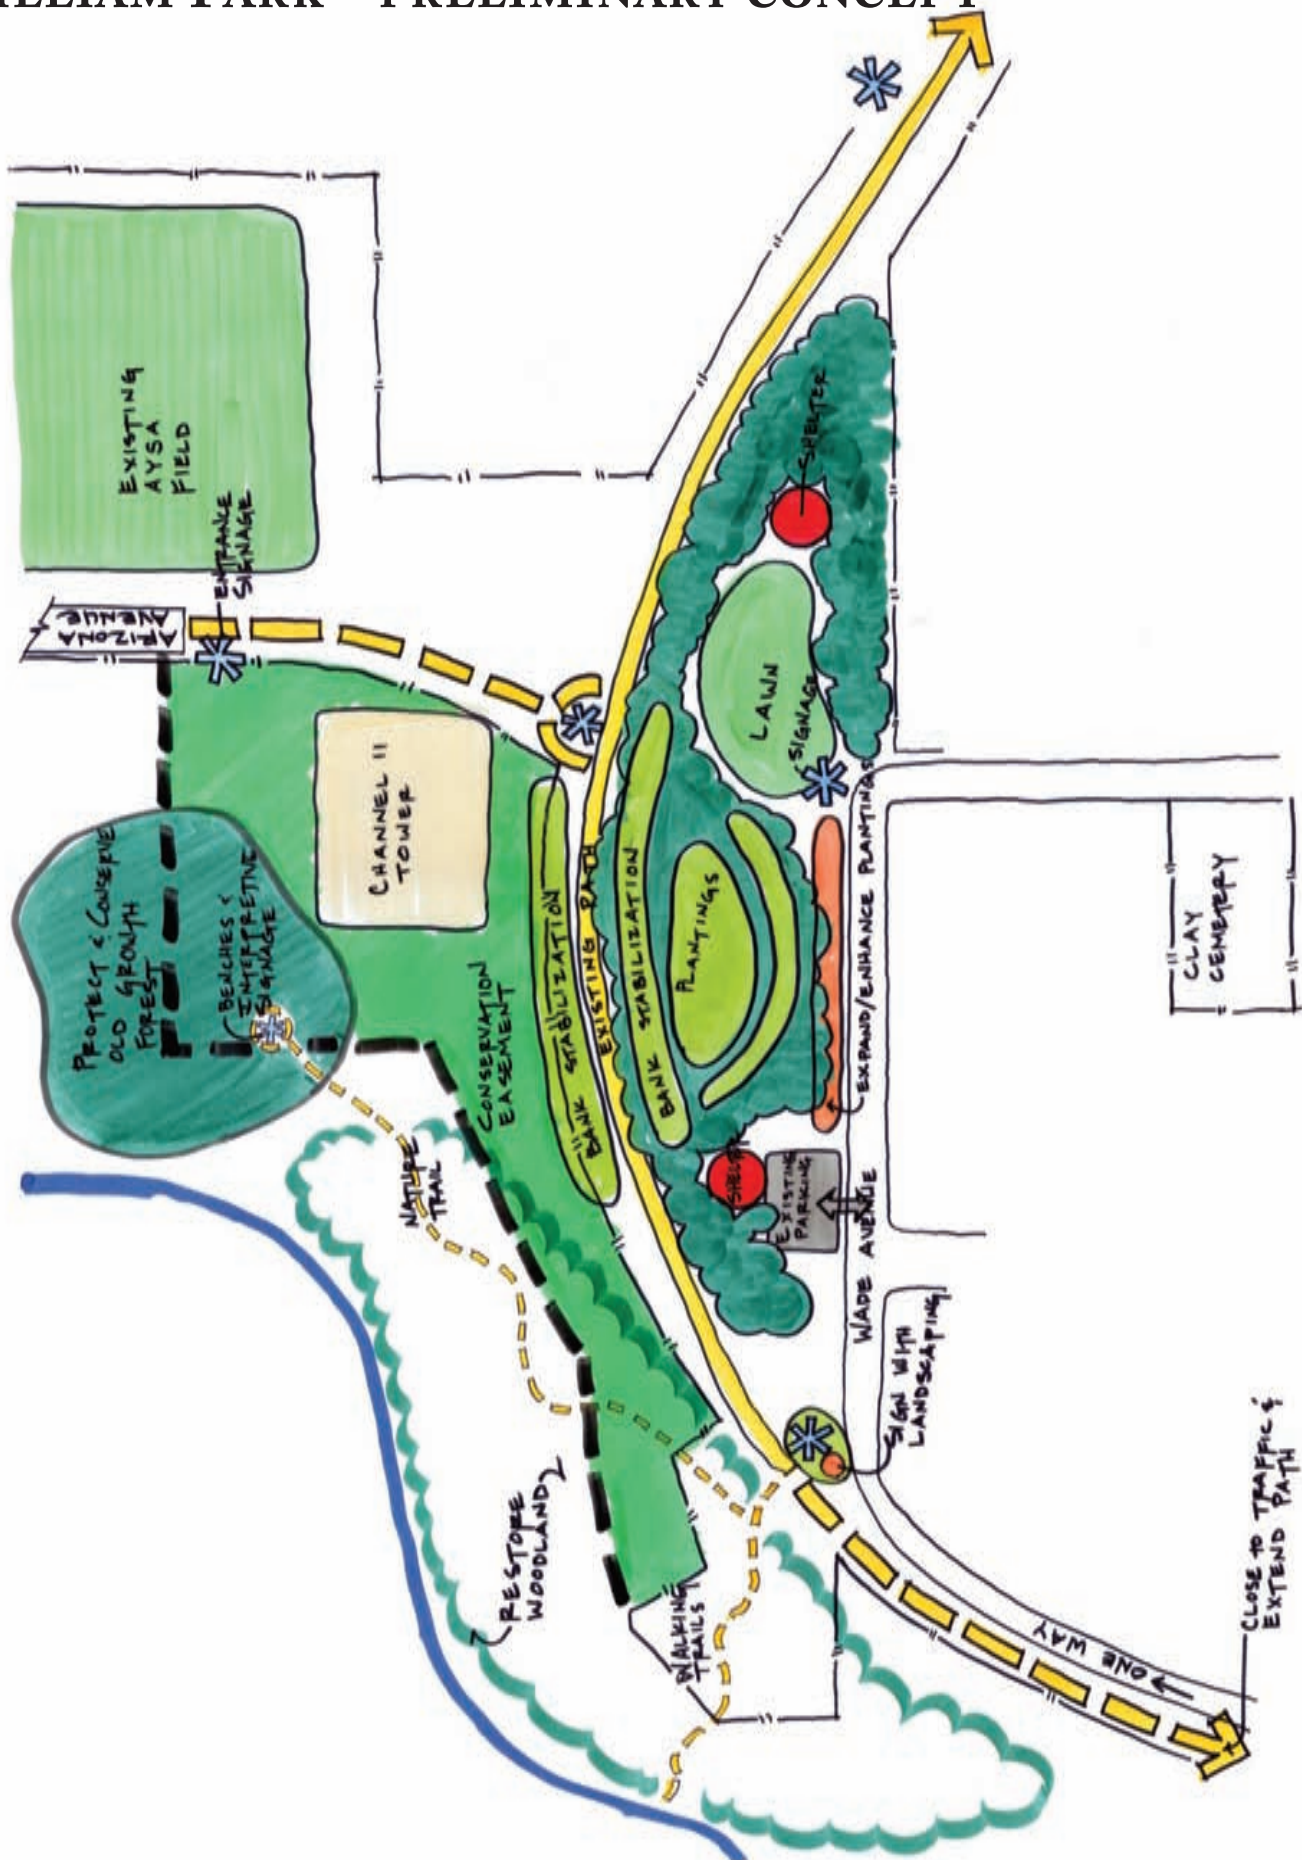 PRELIMINARY CONCEPT
EXISTING
AYSA
FIELD
ENTRANCE
SIGNAGE
ARIZONA
AVENUE
SHELTER
LAWN
SIGNAGE
CHANNEL 11
TOWER
PROTECT & CONSERVE
OLD GROWTH
FOREST
BENCHES &
INTERPRETIVE
SIGNAGE
CONSERVATION
EASEMENT
BANK STABILIZATION
EXISTING PATH
BANK STABILIZATION
PLANTINGS
EXPAND/ENHANCE PLANTINGS
CLAY
CEMETERY
NATURE
TRAIL
SHELTER
EXISTING
PARKING
WADE AVENUE
SIGN WITH
LANDSCAPING
RESTORE
WOODLAND
WALKING
TRAILS
ONE WAY
CLOSE TO TRAFFIC &
EXTEND PATH